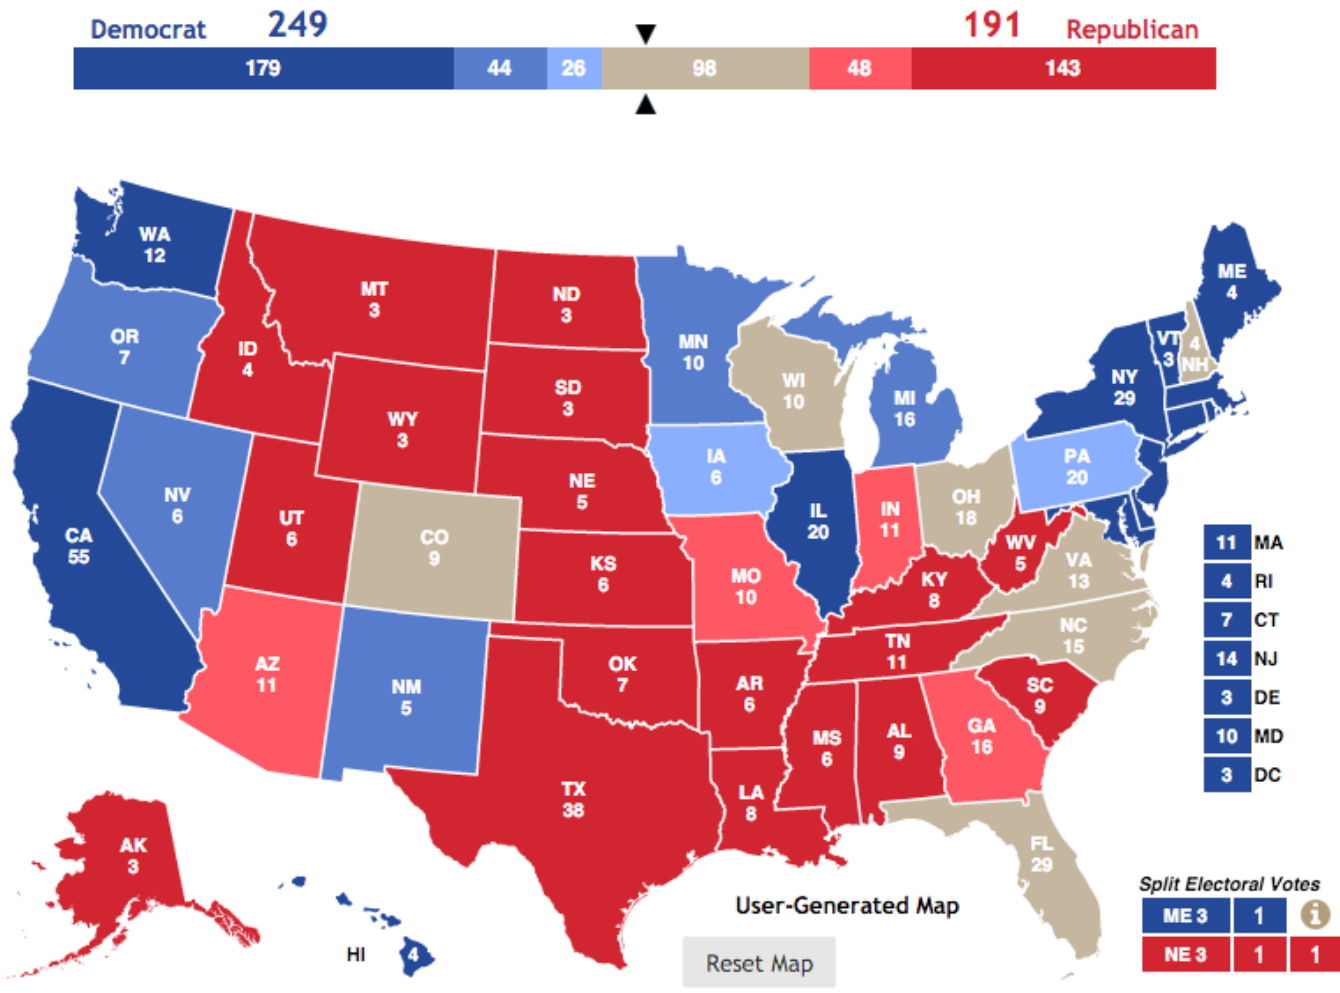 Democrat 249 191 Republican
179 44 26 98 48 143
WA
12
ME
4
MT
3
ND
3
OR
7
ID
4
MN
10
VT
3
4
NH
WI
10
NY
29
SD
3
MI
16
WY
3
IA
6
PA
20
NE
5
NV
6
OH
18
IL
20
IN
11
UT
6
CA
55
CO
9
WV
5
VA
13
KS
6
MO
10
KY
8
NC
15
TN
11
AZ
11
NM
5
OK
7
AR
6
SC
9
MS
6
AL
9
GA
16
TX
38
LA
8
AK
3
FL
29
HI 4
11 MA
4 RI
7 CT
14 NJ
3 DE
10 MD
3 DC
User-Generated Map
Reset Map
Split Electoral Votes
ME 3 1 i
NE 3 1 1